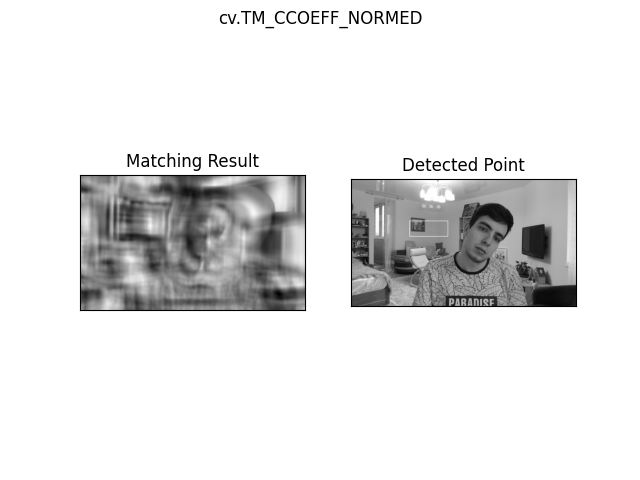 cv.TM_CCOEFF_NORMED
Matching Result
Detected Point
PARADISE